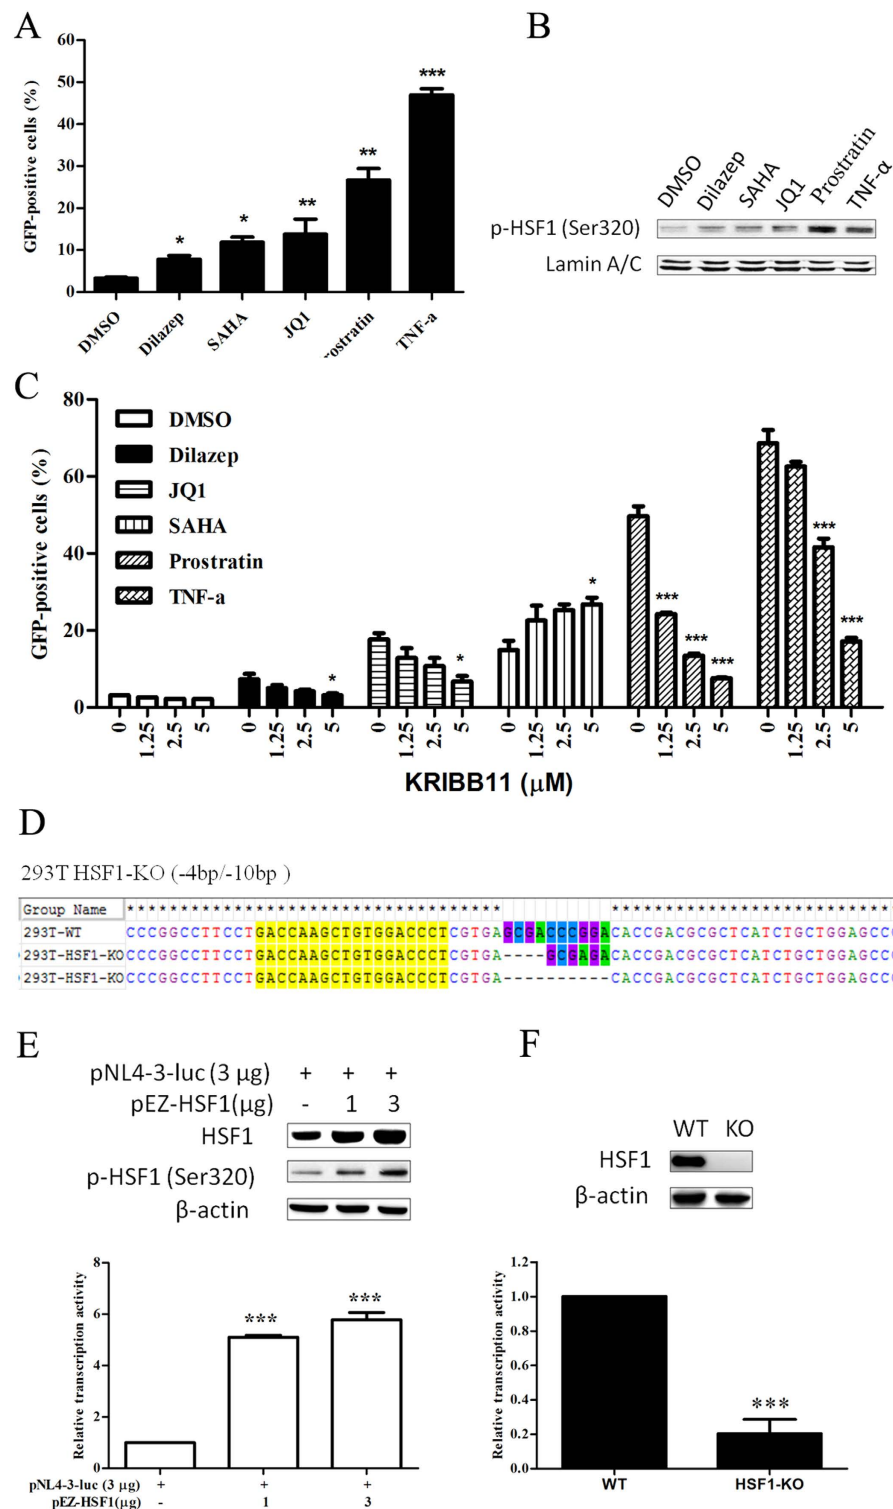 A
B
60
50
40
30
20
10
0
GFP-positive cells (%)
*
*
**
**
***
DMSO
Dilazep
SAHA
JQ1
rostratin
TNF-a
DMSO
Dilazep
SAHA
JQ1
Prostratin
TNF-α
p-HSF1 (Ser320)
Lamin A/C
C
80
60
40
20
0
GFP-positive cells (%)
DMSO
Dilazep
JQ1
SAHA
Prostratin
TNF-a
*
*
*
***
***
***
***
***
0 1.25 2.5 5 0 1.25 2.5 5 0 1.25 2.5 5 0 1.25 2.5 5 0 1.25 2.5 5 0 1.25 2.5 5
KRIBB11 (μM)
D
293T HSF1-KO (-4bp/-10bp )
Group Name *********************************** **************************
293T-WT CCCGGCCTTCCTGACCAAGCTGTGGACCCTCGTGAGCGACCCGGACACCGACGCGCTCATCTGCTGGAGCCC
293T-HSF1-KO CCCGGCCTTCCTGACCAAGCTGTGGACCCTCGTGA----GCGAGACACCGACGCGCTCATCTGCTGGAGCCC
293T-HSF1-KO CCCGGCCTTCCTGACCAAGCTGTGGACCCTCGTGA----------CACCGACGCGCTCATCTGCTGGAGCCC
E
F
pNL4-3-luc (3 μg) + + +
pEZ-HSF1(μg) - 1 3
HSF1
p-HSF1 (Ser320)
β-actin
WT KO
HSF1
β-actin
8
6
4
2
0
Relative transcription activity
***
***
pNL4-3-luc (3 μg) + + +
pEZ-HSF1(μg) - 1 3
1.2
1.0
0.8
0.6
0.4
0.2
0.0
Relative transcription activity
***
WT
HSF1-KO